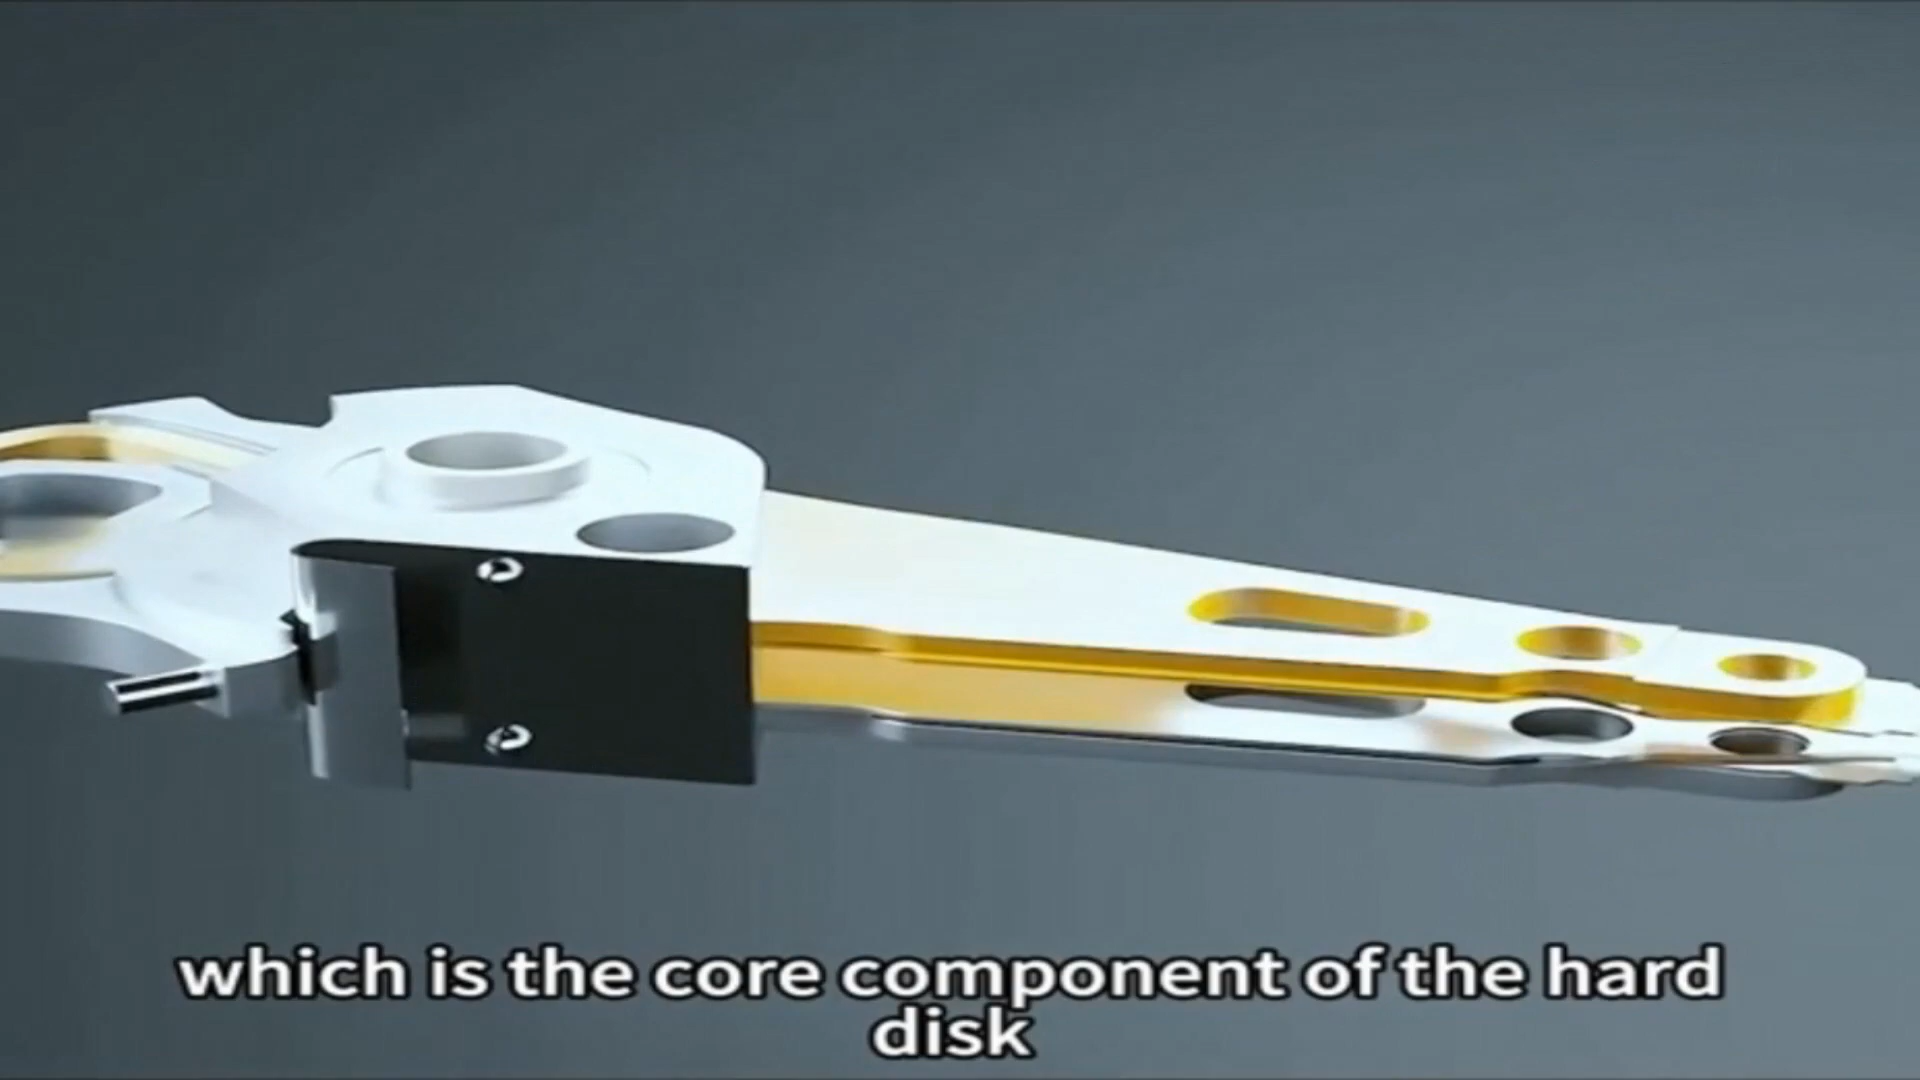 which is the core component of the hard
disk